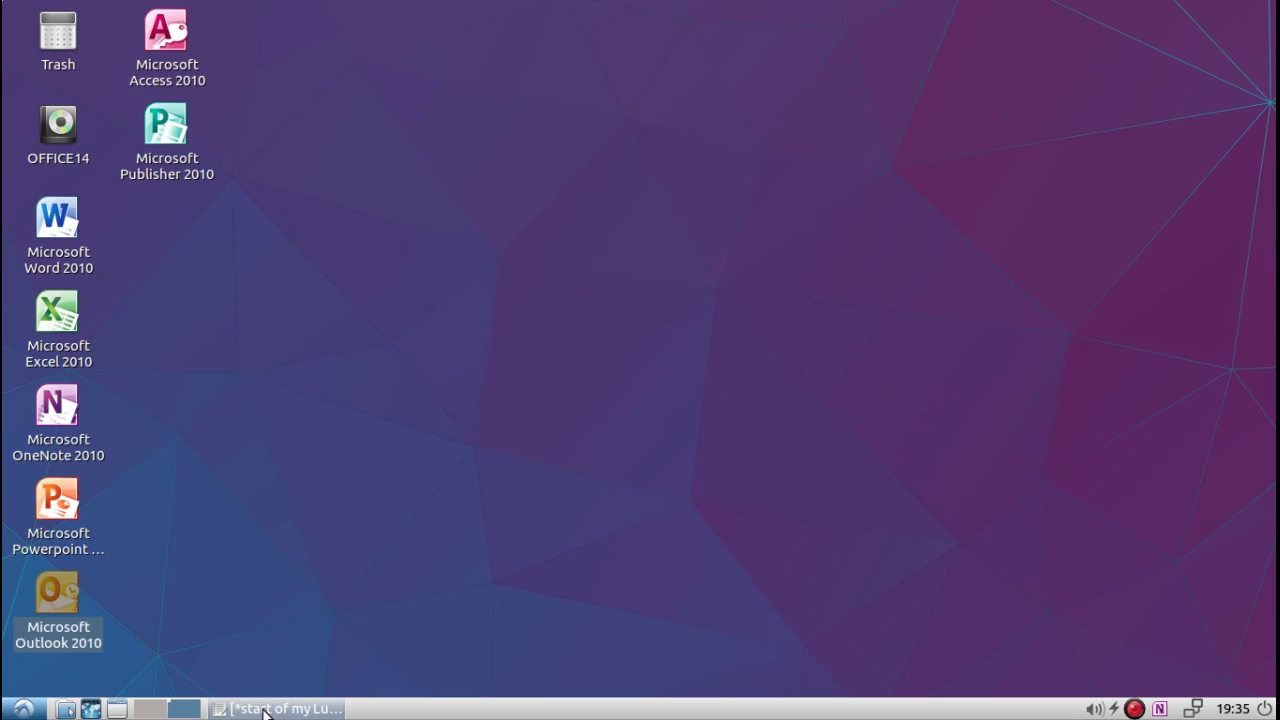 Trash
OFFICE14
Microsoft
Word 2010
Microsoft
Excel 2010
Microsoft
OneNote 2010
Microsoft
Powerpoint ...
Microsoft
Outlook 2010
Microsoft
Access 2010
Microsoft
Publisher 2010
[*start of my Lu... 19:35